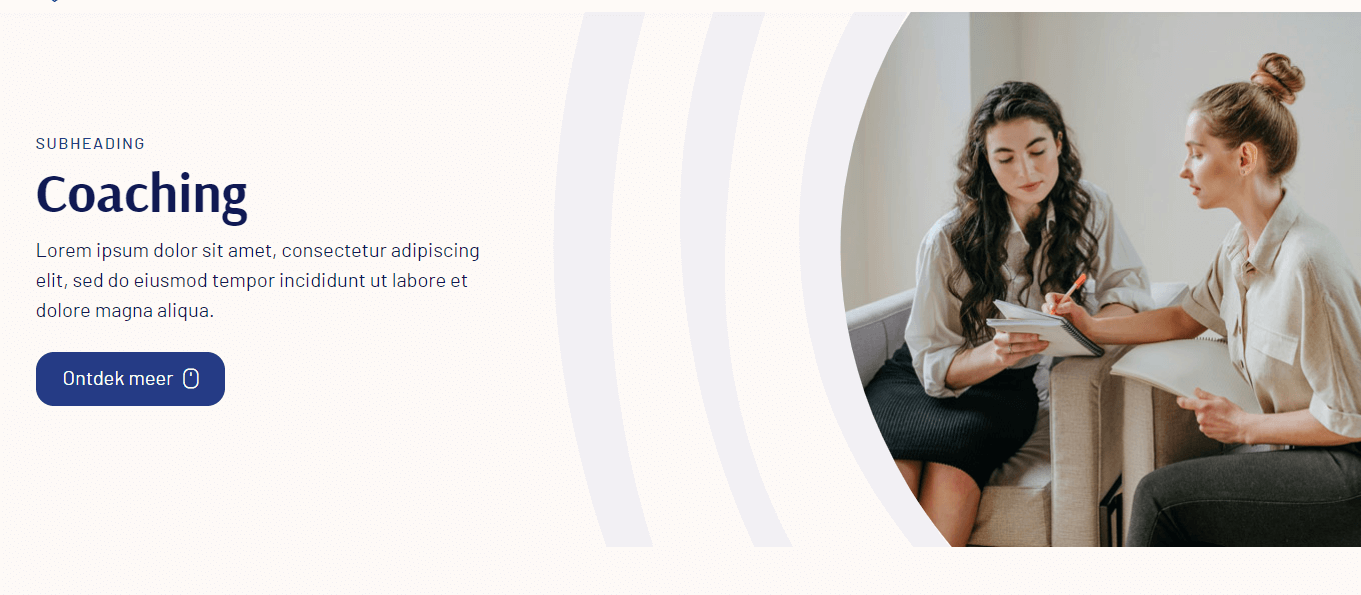 SUBHEADING
Coaching
Lorem ipsum dolor sit amet, consectetur adipiscing
elit, sed do eiusmod tempor incididunt ut labore et
dolore magna aliqua.
Ontdek meer